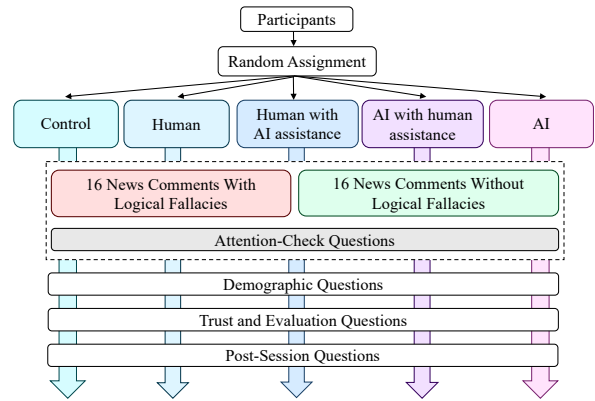 Participants
Random Assignment
Control
Human
Human with
AI assistance
AI with human
assistance
AI
16 News Comments With
Logical Fallacies
16 News Comments Without
Logical Fallacies
Attention-Check Questions
Demographic Questions
Trust and Evaluation Questions
Post-Session Questions